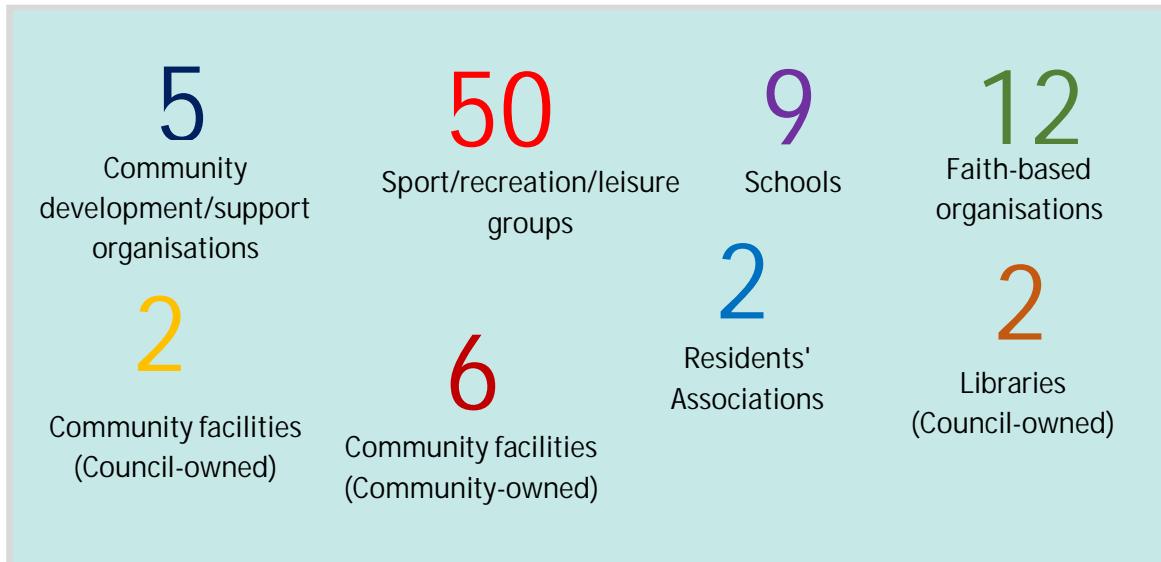 5
Community
development/support
organisations
50
Sport/recreation/leisure
groups
9
Schools
12
Faith-based
organisations
2
Community facilities
(Council-owned)
6
Community facilities
(Community-owned)
2
Residents'
Associations
2
Libraries
(Council-owned)